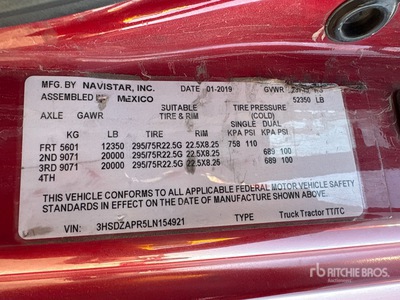 MFG. BY NAVISTAR, INC. DATE 01-2019 GVWR KG
ASSEMBLED MEXICO 52350 LB
SUITABLE TIRE PRESSURE
AXLE GAWR TIRE & RIM (COLD)
SINGLE DUAL
KG LB TIRE RIM KPA PSI KPA PSI
FRT 5601 12350 295/75R22.5G 22.5X8.25 758 110
2ND 9071 20000 295/75R22.5G 22.5X8.25 689 100
3RD 9071 20000 295/75R22.5G 22.5X8.25 689 100
4TH
THIS VEHICLE CONFORMS TO ALL APPLICABLE FEDERAL MOTOR VEHICLE SAFETY
STANDARDS IN EFFECT ON THE DATE OF MANUFACTURE SHOWN ABOVE.
VIN: 3HSDZAPR5LN154921 TYPE Truck Tractor TT/TC
rb RITCHIE BROS.